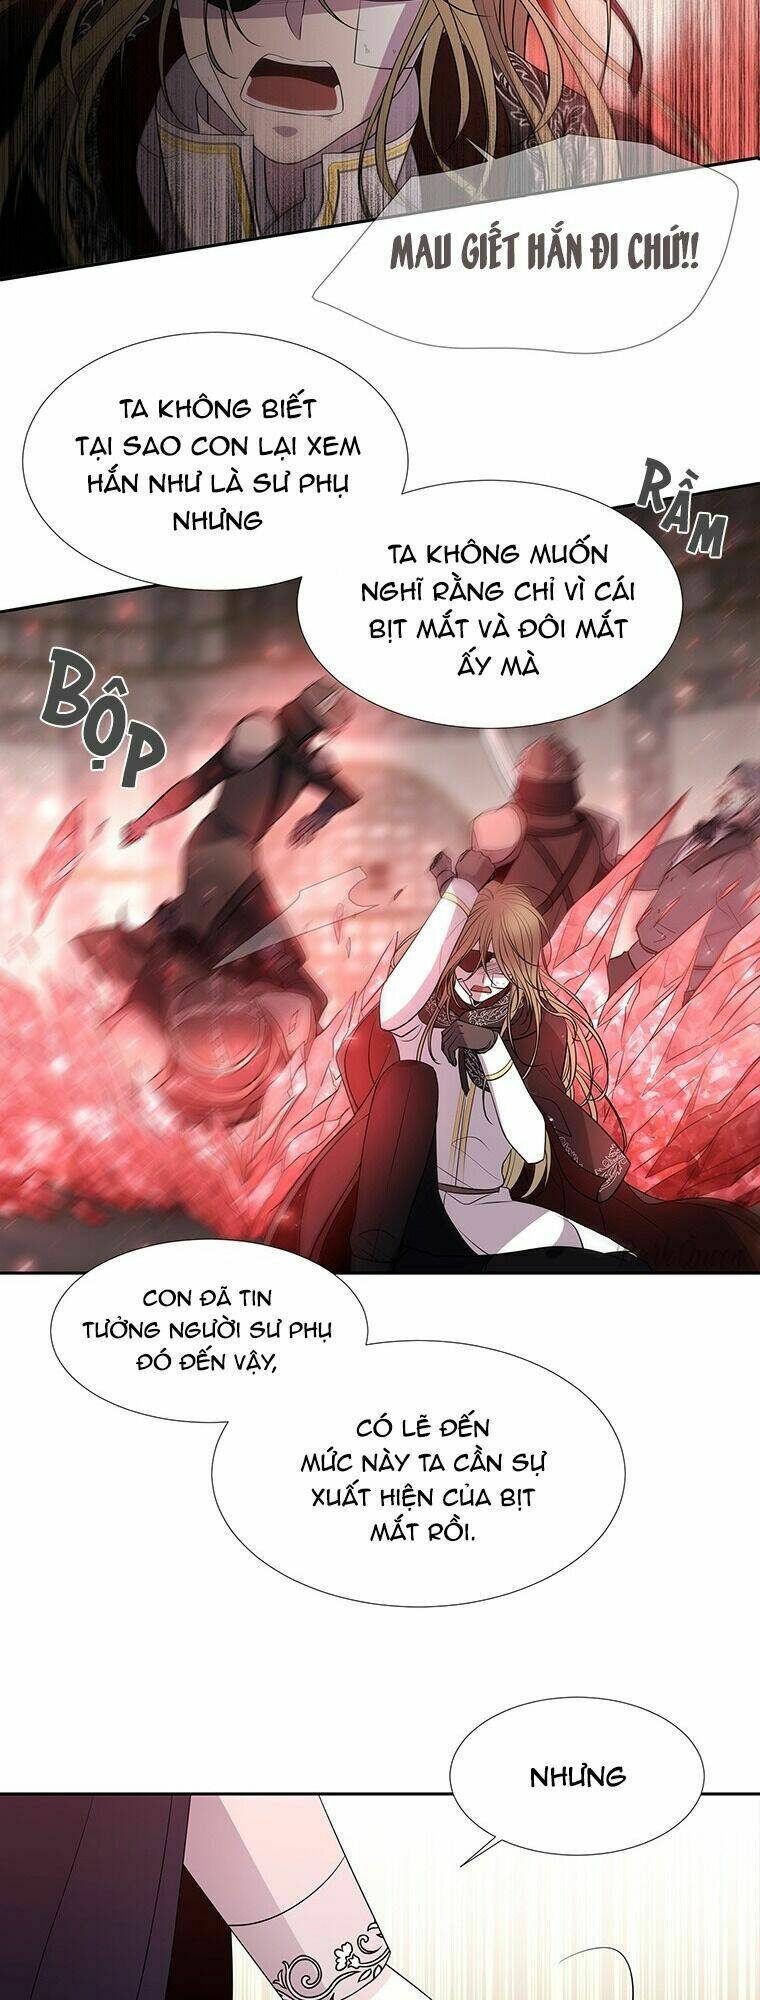 MAU GIẾT HẮN ĐI CHỨ!!
TA KHÔNG BIẾT
TẠI SAO CON LẠI XEM
HẮN NHƯ LÀ SƯ PHỤ
NHƯNG
RẦM
TA KHÔNG MUỐN
NGHĨ RẰNG CHỈ VÌ CÁI
BỊT MẮT VÀ ĐÔI MẮT
ẤY MÀ
BỘP
CON ĐÃ TIN
TƯỞNG NGƯỜI SƯ PHỤ
ĐÓ ĐẾN VẬY,
CÓ LẼ ĐẾN
MỨC NÀY TA CẦN SỰ
XUẤT HIỆN CỦA BỊT
MẮT RỒI.
NHƯNG